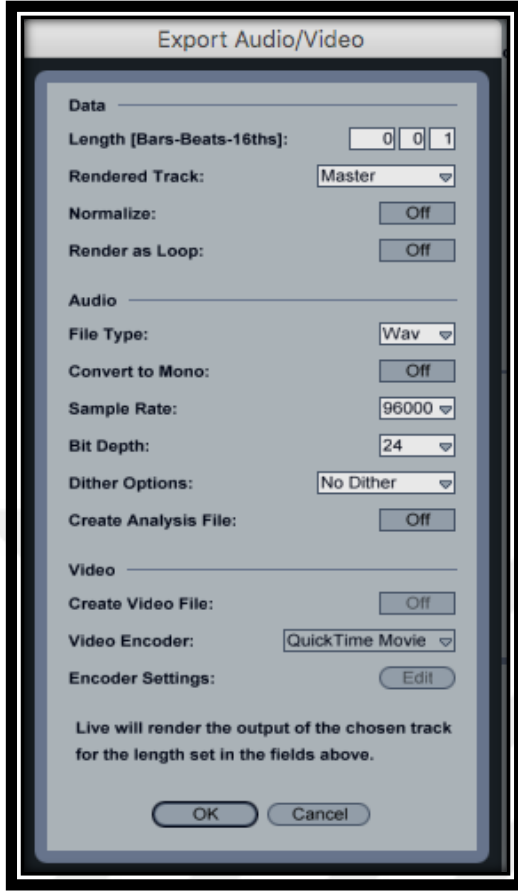 Export Audio/Video
Data
Length [Bars-Beats-16ths]: 0 0 1
Rendered Track: Master
Normalize: Off
Render as Loop: Off
Audio
File Type: Wav
Convert to Mono: Off
Sample Rate: 96000
Bit Depth: 24
Dither Options: No Dither
Create Analysis File: Off
Video
Create Video File: Off
Video Encoder: QuickTime Movie
Encoder Settings: Edit
Live will render the output of the chosen track
for the length set in the fields above.
OK Cancel